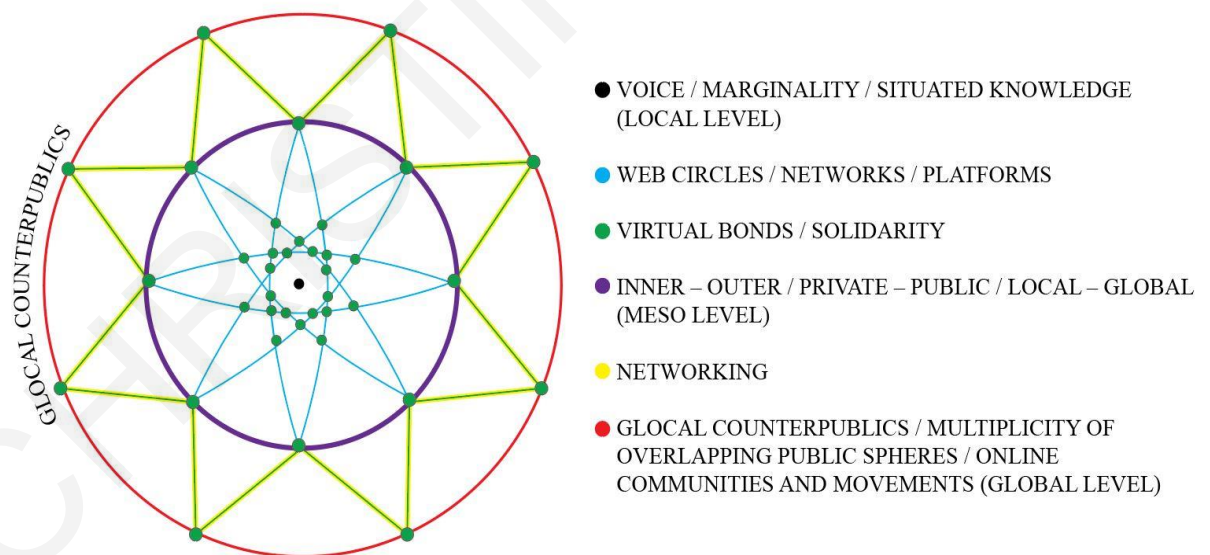 GLOCAL COUNTERPUBLICS
VOICE / MARGINALITY / SITUATED KNOWLEDGE
(LOCAL LEVEL)
WEB CIRCLES / NETWORKS / PLATFORMS
VIRTUAL BONDS / SOLIDARITY
INNER – OUTER / PRIVATE – PUBLIC / LOCAL – GLOBAL
(MESO LEVEL)
NETWORKING
GLOCAL COUNTERPUBLICS / MULTIPLICITY OF
OVERLAPPING PUBLIC SPHERES / ONLINE
COMMUNITIES AND MOVEMENTS (GLOBAL LEVEL)